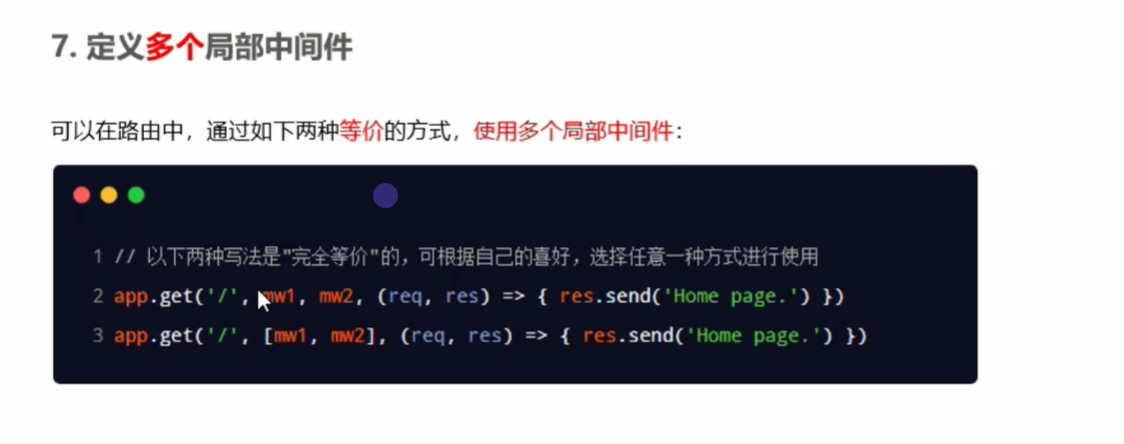 7. 定义多个局部中间件
可以在路由中，通过如下两种等价的方式，使用多个局部中间件：
1 // 以下两种写法是"完全等价"的，可根据自己的喜好，选择任意一种方式进行使用
2 app.get('/', mw1, mw2, (req, res) => { res.send('Home page.') })
3 app.get('/', [mw1, mw2], (req, res) => { res.send('Home page.') })